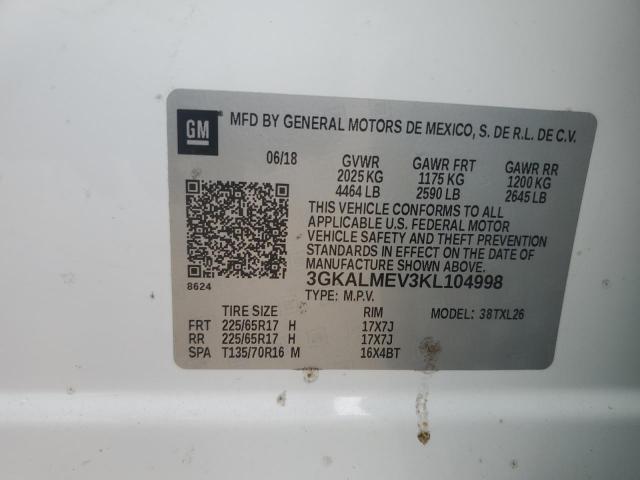 GM
MFD BY GENERAL MOTORS DE MEXICO, S. DE R.L. DE C.V.
06/18 GVWR GAWR FRT GAWR RR
2025 KG 1175 KG 1200 KG
4464 LB 2590 LB 2645 LB
THIS VEHICLE CONFORMS TO ALL
APPLICABLE U.S. FEDERAL MOTOR
VEHICLE SAFETY AND THEFT PREVENTION
STANDARDS IN EFFECT ON THE DATE OF
MANUFACTURE SHOWN ABOVE.
8624 3GKALMEV3KL104998
TYPE: M.P.V. MODEL: 38TXL26
TIRE SIZE RIM
FRT 225/65R17 H 17X7J
RR 225/65R17 H 17X7J
SPA T135/70R16 M 16X4BT